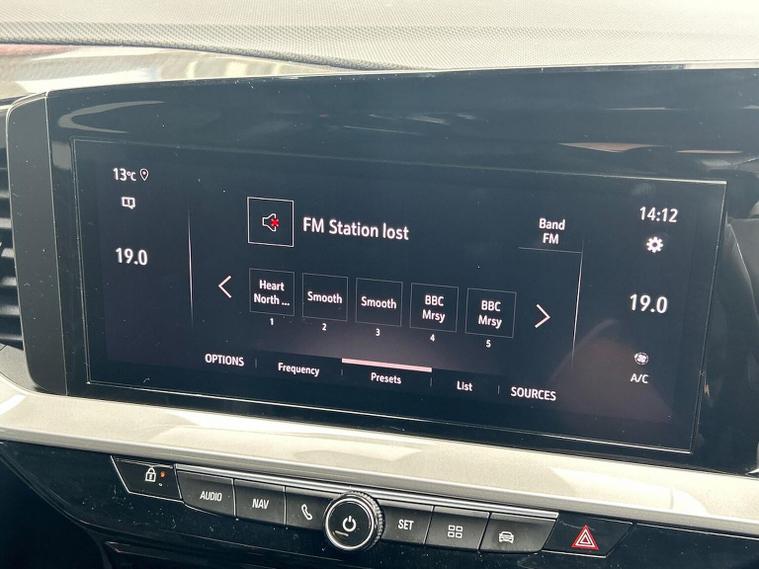 13°C
14:12
FM Station lost
Band
FM
19.0
19.0
Heart
North ...
Smooth
Smooth
BBC
Mrsy
BBC
Mrsy
1
2
3
4
5
OPTIONS
Frequency
Presets
List
SOURCES
A/C
AUDIO
NAV
SET